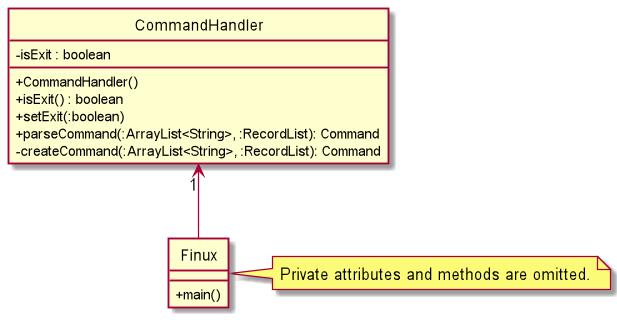 CommandHandler
-isExit : boolean
+CommandHandler()
+isExit() : boolean
+setExit(:boolean)
+parseCommand(:ArrayList<String>, :RecordList): Command
-createCommand(:ArrayList<String>, :RecordList): Command
1
Finux
+main()
Private attributes and methods are omitted.